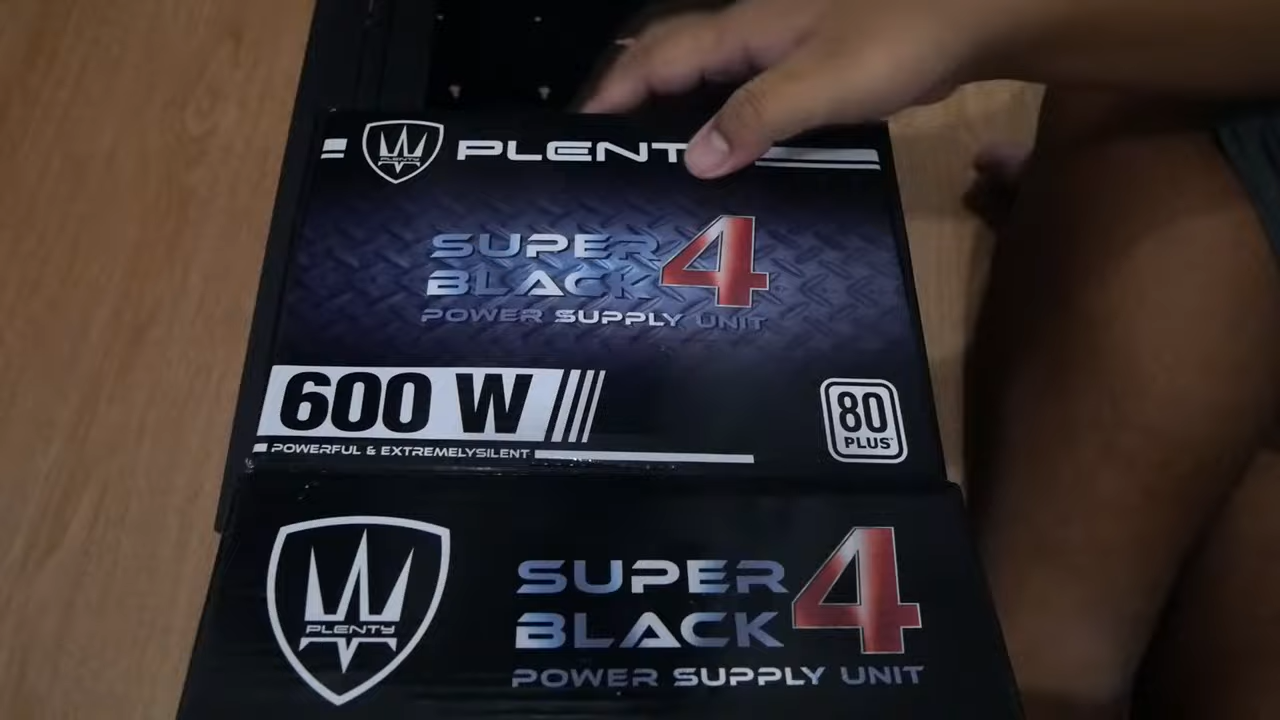 PLENTY
PLENT
SUPER
BLACK 4
POWER SUPPLY UNIT
600 W
POWERFUL & EXTREMELYSILENT
80
PLUS
PLENTY
SUPER
BLACK 4
POWER SUPPLY UNIT